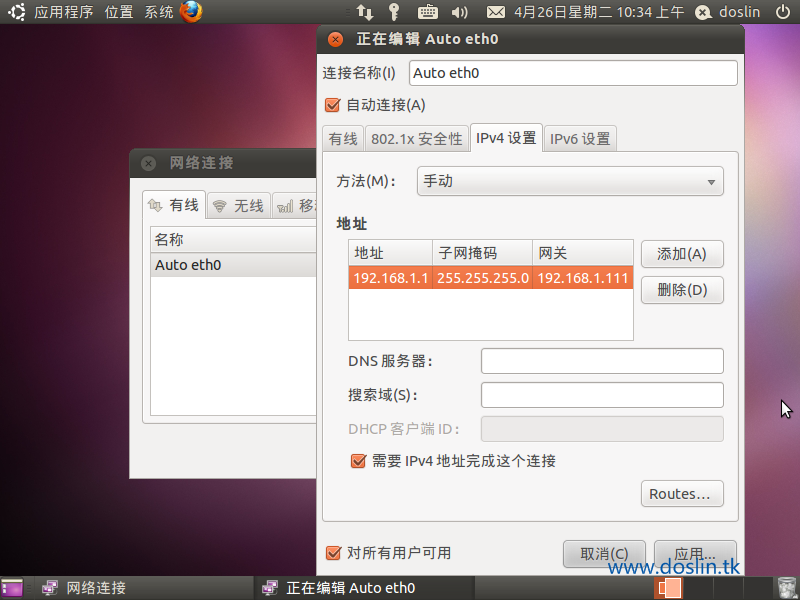 应用程序 位置 系统 4月26日星期二 10:34 上午 doslin
正在编辑 Auto eth0
连接名称(I) Auto eth0
自动连接(A)
有线 802.1x 安全性 IPv4 设置 IPv6 设置
方法(M): 手动
地址
地址 子网掩码 网关
192.168.1.1 255.255.255.0 192.168.1.111
添加(A)
删除(D)
DNS 服务器:
搜索域(S):
DHCP 客户端 ID:
需要 IPv4 地址完成这个连接
Routes…
对所有用户可用
取消(C) 应用...
网络连接
有线 无线
名称
Auto eth0
www.doslin.tk
网络连接 正在编辑 Auto eth0